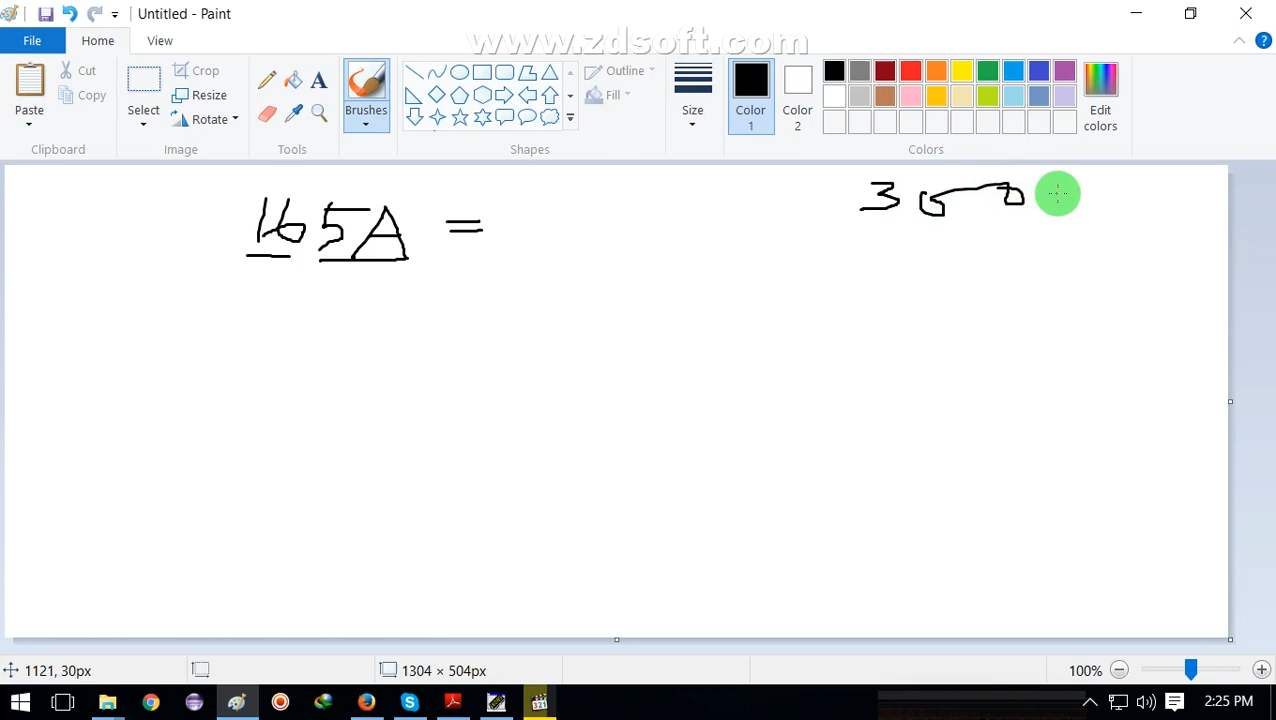 Untitled - Paint
www.zdsoft.com
File Home View
Paste Cut Copy Clipboard
Select Crop Resize Rotate Image
Tools
Brushes
Outline Fill Shapes
Size
Color 1 Color 2 Edit colors Colors
165A = 3
1121, 30px 1304 × 504px 100%
2:25 PM